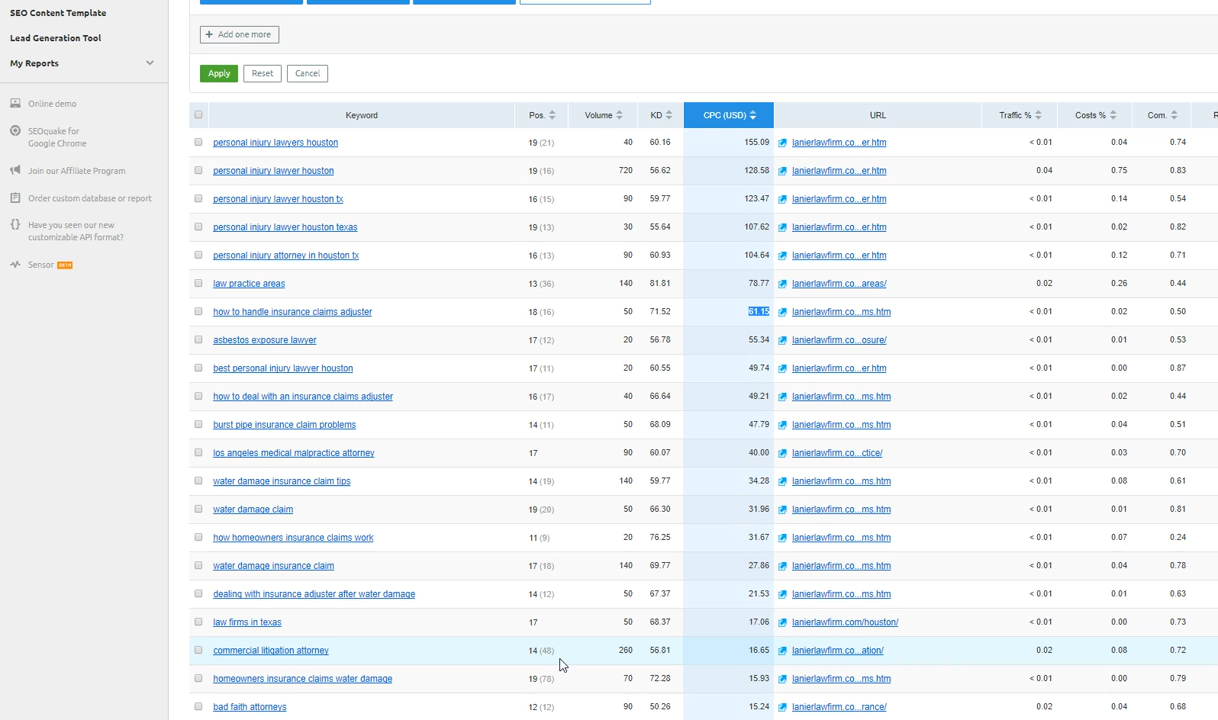 SEO Content Template
Lead Generation Tool
My Reports
Online demo
SEOquake for
Google Chrome
Join our Affiliate Program
Order custom database or report
Have you seen our new
customizable API format?
Sensor BETA
+ Add one more
Apply Reset Cancel
Keyword Pos. Volume KD CPC (USD) URL Traffic % Costs % Com. R
personal injury lawyers houston 19 (21) 40 60.16 155.09 lanierlawfirm.co...er.htm < 0.01 0.04 0.74
personal injury lawyer houston 19 (16) 720 56.62 128.58 lanierlawfirm.co...er.htm 0.04 0.75 0.83
personal injury lawyer houston tx 16 (15) 90 59.77 123.47 lanierlawfirm.co...er.htm < 0.01 0.14 0.54
personal injury lawyer houston texas 19 (13) 30 55.64 107.62 lanierlawfirm.co...er.htm < 0.01 0.02 0.82
personal injury attorney in houston tx 16 (13) 90 60.93 104.64 lanierlawfirm.co...er.htm < 0.01 0.12 0.71
law practice areas 13 (36) 140 81.81 78.77 lanierlawfirm.co...areas/ 0.02 0.26 0.44
how to handle insurance claims adjuster 18 (16) 50 71.52 61.15 lanierlawfirm.co...ms.htm < 0.01 0.02 0.50
asbestos exposure lawyer 17 (12) 20 56.78 55.34 lanierlawfirm.co...osure/ < 0.01 0.01 0.53
best personal injury lawyer houston 17 (11) 20 60.55 49.74 lanierlawfirm.co...er.htm < 0.01 0.00 0.87
how to deal with an insurance claims adjuster 16 (17) 40 66.64 49.21 lanierlawfirm.co...ms.htm < 0.01 0.02 0.44
burst pipe insurance claim problems 14 (11) 50 68.09 47.79 lanierlawfirm.co...ms.htm < 0.01 0.04 0.51
los angeles medical malpractice attorney 17 90 60.07 40.00 lanierlawfirm.co...ctice/ < 0.01 0.03 0.70
water damage insurance claim tips 14 (19) 140 59.77 34.28 lanierlawfirm.co...ms.htm < 0.01 0.08 0.61
water damage claim 19 (20) 50 66.30 31.96 lanierlawfirm.co...ms.htm < 0.01 0.01 0.81
how homeowners insurance claims work 11 (9) 20 76.25 31.67 lanierlawfirm.co...ms.htm < 0.01 0.07 0.24
water damage insurance claim 17 (18) 140 69.77 27.86 lanierlawfirm.co...ms.htm < 0.01 0.04 0.78
dealing with insurance adjuster after water damage 14 (12) 50 67.37 21.53 lanierlawfirm.co...ms.htm < 0.01 0.01 0.63
law firms in texas 17 50 68.37 17.06 lanierlawfirm.com/houston/ < 0.01 0.00 0.73
commercial litigation attorney 14 (48) 260 56.81 16.65 lanierlawfirm.co...ation/ 0.02 0.08 0.72
homeowners insurance claims water damage 19 (78) 70 72.28 15.93 lanierlawfirm.co...ms.htm < 0.01 0.00 0.79
bad faith attorneys 12 (12) 90 50.26 15.24 lanierlawfirm.co...rance/ 0.02 0.04 0.68